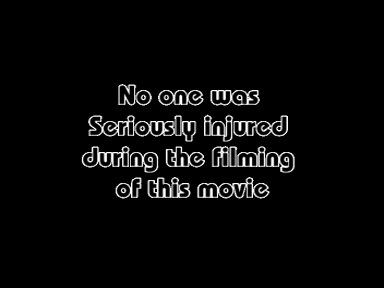 No one was
Seriously injured
during the filming
of this movie